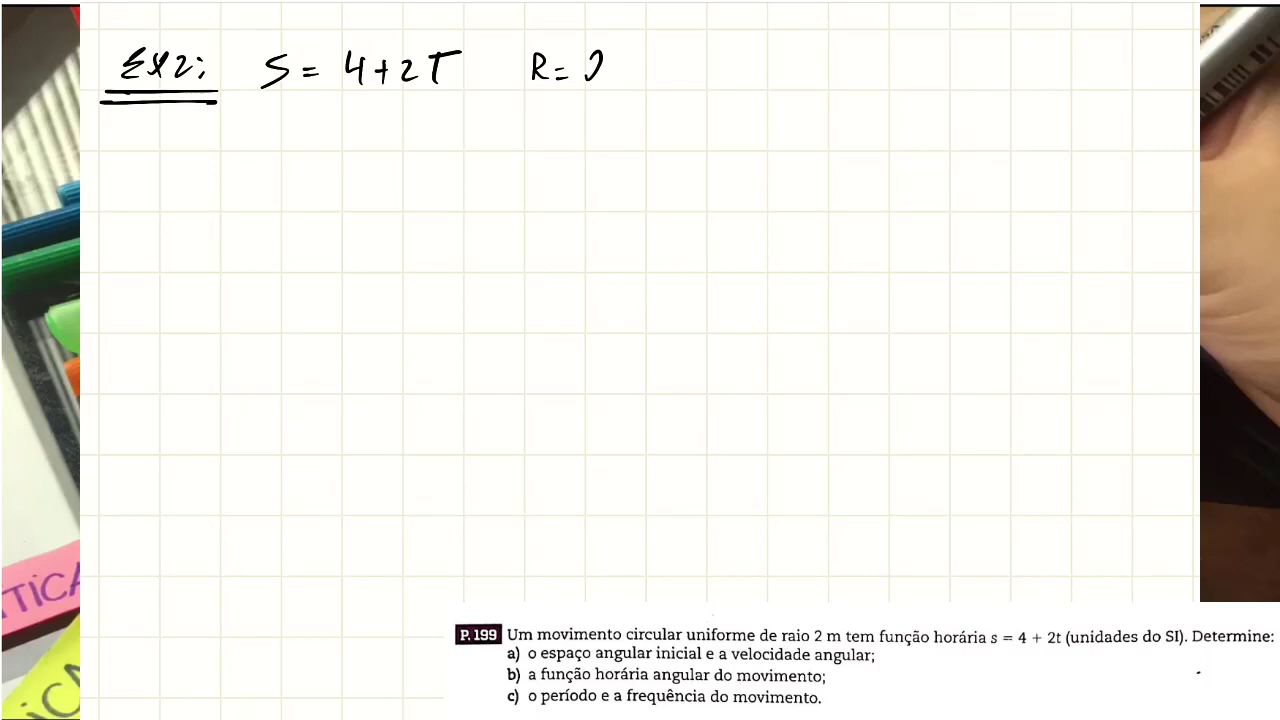 Ex2: S = 4 + 2T R = 2
TICA
P. 199 Um movimento circular uniforme de raio 2 m tem função horária s = 4 + 2t (unidades do SI). Determine:
a) o espaço angular inicial e a velocidade angular;
b) a função horária angular do movimento;
c) o período e a frequência do movimento.